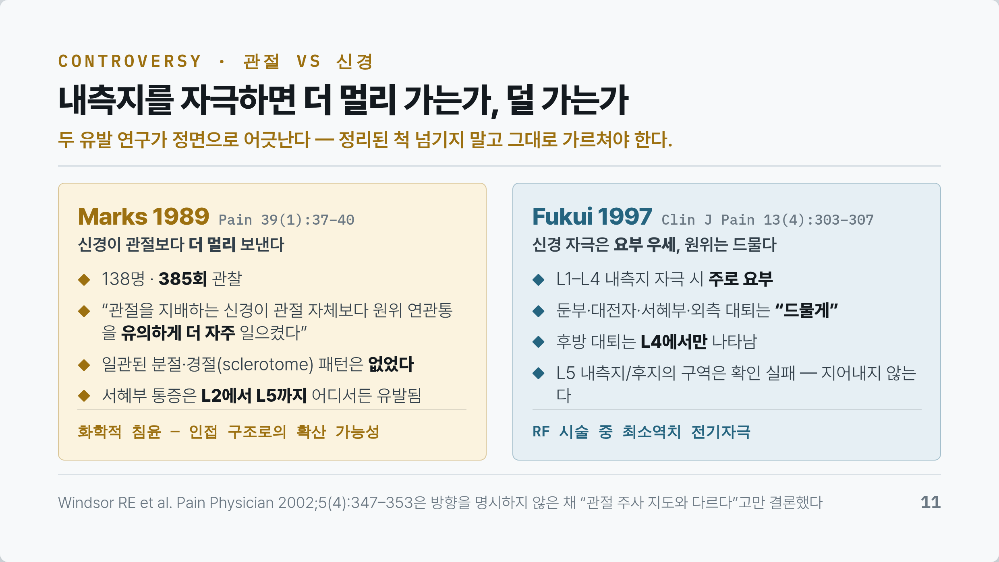 CONTROVERSY · 관절 VS 신경
내측지를 자극하면 더 멀리 가는가, 덜 가는가
두 유발 연구가 정면으로 어긋난다 — 정리된 척 넘기지 말고 그대로 가르쳐야 한다.
Marks 1989 Pain 39(1):37–40
신경이 관절보다 더 멀리 보낸다
◆ 138명 · 385회 관찰
◆ “관절을 지배하는 신경이 관절 자체보다 원위 연관통
을 유의하게 더 자주 일으켰다”
◆ 일관된 분절·경절(sclerotome) 패턴은 없었다
◆ 서혜부 통증은 L2에서 L5까지 어디서든 유발됨
화학적 침윤 — 인접 구조로의 확산 가능성
Fukui 1997 Clin J Pain 13(4):303–307
신경 자극은 요부 우세, 원위는 드물다
◆ L1–L4 내측지 자극 시 주로 요부
◆ 둔부·대전자·서혜부·외측 대퇴는 “드물게”
◆ 후방 대퇴는 L4에서만 나타남
◆ L5 내측지/후지의 구역은 확인 실패 — 지어내지 않는
다
RF 시술 중 최소역치 전기자극
Windsor RE et al. Pain Physician 2002;5(4):347–353은 방향을 명시하지 않은 채 “관절 주사 지도와 다르다”고만 결론했다
11